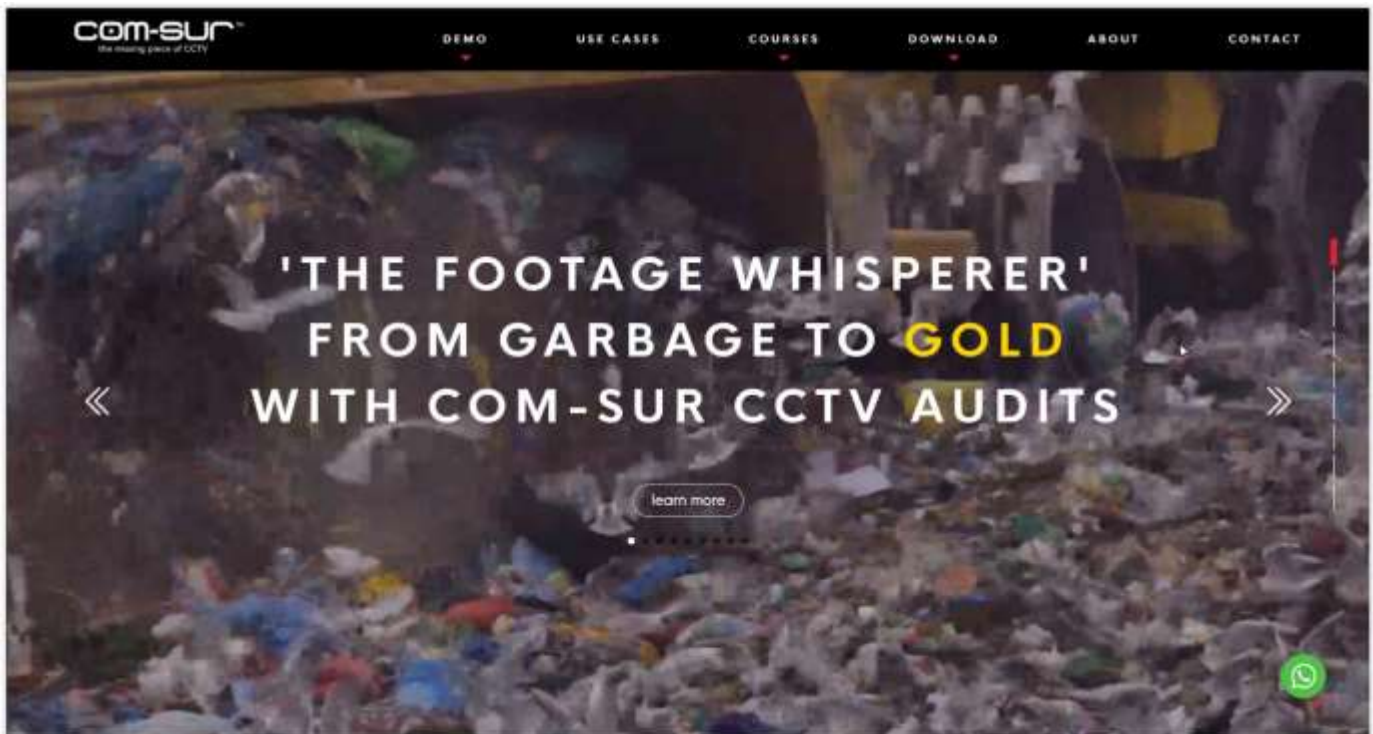 com-sur™
the missing piece of CCTV
DEMO
USE CASES
COURSES
DOWNLOAD
ABOUT
CONTACT
'THE FOOTAGE WHISPERER'
FROM GARBAGE TO GOLD
WITH COM-SUR CCTV AUDITS
learn more